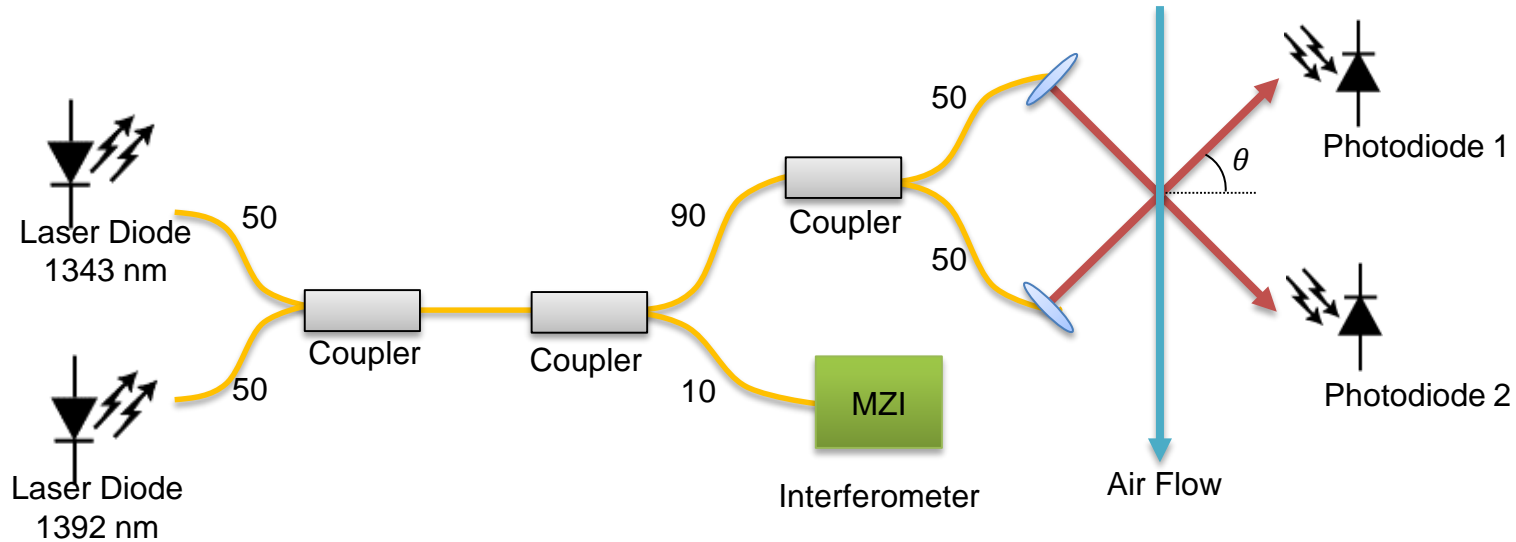 Laser Diode
1343 nm
50
Laser Diode
1392 nm
50
Coupler
Coupler
90
10
MZI
Interferometer
Coupler
50
50
θ
Air Flow
Photodiode 1
Photodiode 2